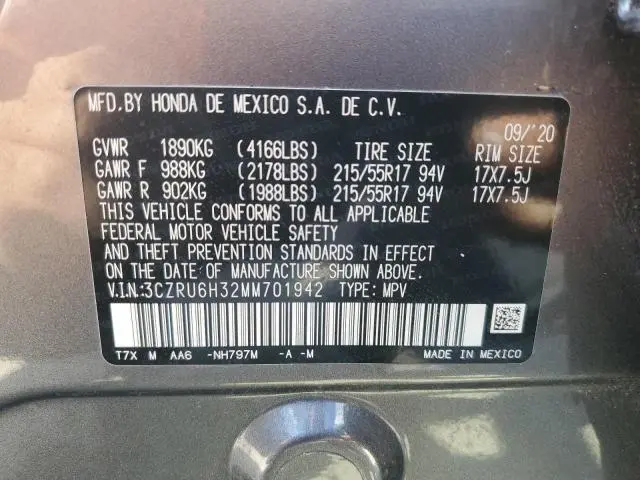 MFD.BY HONDA DE MEXICO S.A. DE C.V.
09/'20
GVWR 1890KG (4166LBS) TIRE SIZE RIM SIZE
GAWR F 988KG (2178LBS) 215/55R17 94V 17X7.5J
GAWR R 902KG (1988LBS) 215/55R17 94V 17X7.5J
THIS VEHICLE CONFORMS TO ALL APPLICABLE
FEDERAL MOTOR VEHICLE SAFETY
AND THEFT PREVENTION STANDARDS IN EFFECT
ON THE DATE OF MANUFACTURE SHOWN ABOVE.
V.I.N.:3CZRU6H32MM701942 TYPE: MPV
T7X M AA6 -NH797M -A -M MADE IN MEXICO